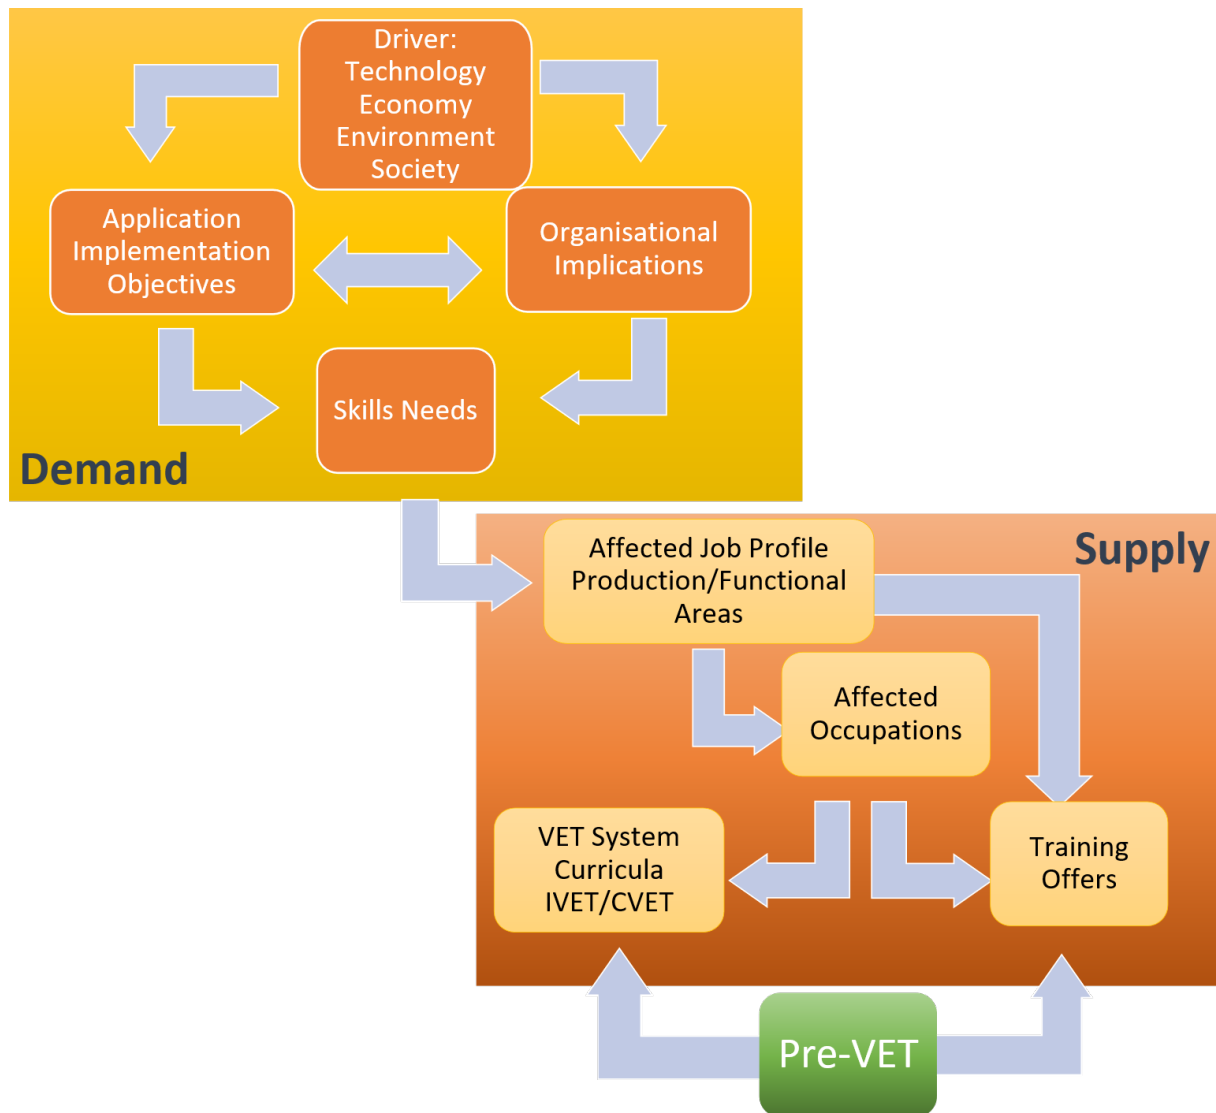 Driver:
Technology
Economy
Environment
Society
Application
Implementation
Objectives
Organisational
Implications
Skills Needs
Demand
Supply
Affected Job Profile
Production/Functional
Areas
Affected
Occupations
VET System
Curricula
IVET/CVET
Training
Offers
Pre-VET